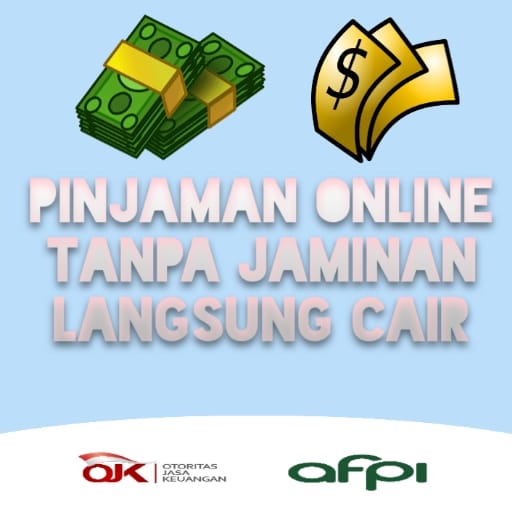 $
PINJAMAN ONLINE
TANPA JAMINAN
LANGSUNG CAIR
OJK OTORITAS
JASA
KEUANGAN
afpi